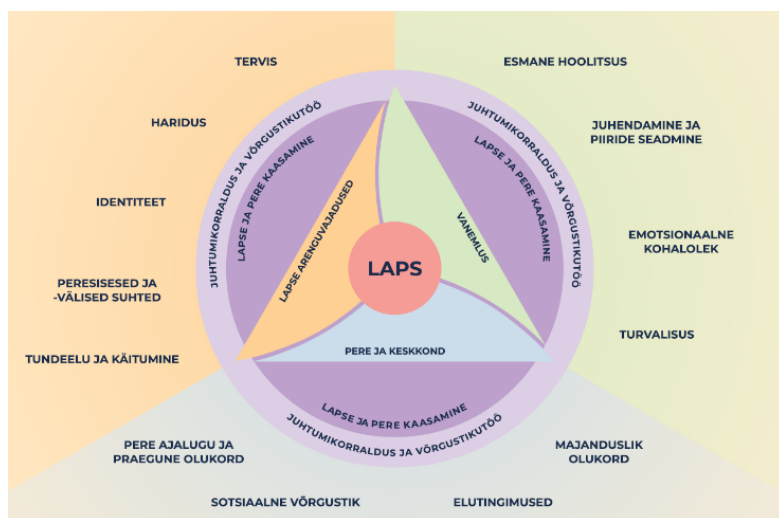 TERVIS
HARIDUS
IDENTITEET
PERESISESED JA
-VÄLISED SUHTED
TUNDEELU JA KÄITUMINE
ESMANE HOOLITSUS
JUHENDAMINE JA
PIIRIDE SEADMINE
EMOTSIONAALNE
KOHALOLEK
TURVALISUS
JUHTUMIKORRALDUS JA VÕRGUSTIKUTÖÖ
LAPSE JA PERE KAASAMINE
LAPSE ARENGUVAJADUSED
JUHTUMIKORRALDUS JA VÕRGUSTIKUTÖÖ
LAPSE JA PERE KAASAMINE
VANEMLUS
LAPS
PERE JA KESKKOND
LAPSE JA PERE KAASAMINE
JUHTUMIKORRALDUS JA VÕRGUSTIKUTÖÖ
PERE AJALUGU JA
PRAEGUNE OLUKORD
SOTSIAALNE VÕRGUSTIK
ELUTINGIMUSED
MAJANDUSLIK
OLUKORD